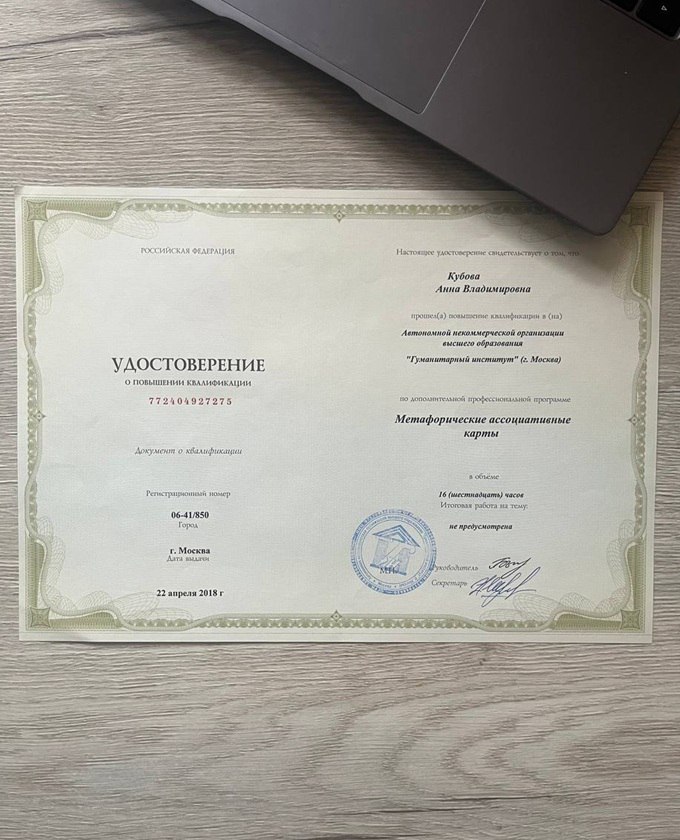 РОССИЙСКАЯ ФЕДЕРАЦИЯ
УДОСТОВЕРЕНИЕ
О ПОВЫШЕНИИ КВАЛИФИКАЦИИ
772404927275
Документ о квалификации
Регистрационный номер
06-41/850
Город
г. Москва
Дата выдачи
22 апреля 2018 г
Настоящее удостоверение свидетельствует о том, что
Кубова
Анна Владимировна
прошел(а) повышение квалификации в (на)
Автономной некоммерческой организации
высшего образования
"Гуманитарный институт" (г. Москва)
по дополнительной профессиональной программе
Метафорические ассоциативные
карты
в объеме
16 (шестнадцать) часов
Итоговая работа на тему:
не предусмотрена
Руководитель
Секретарь